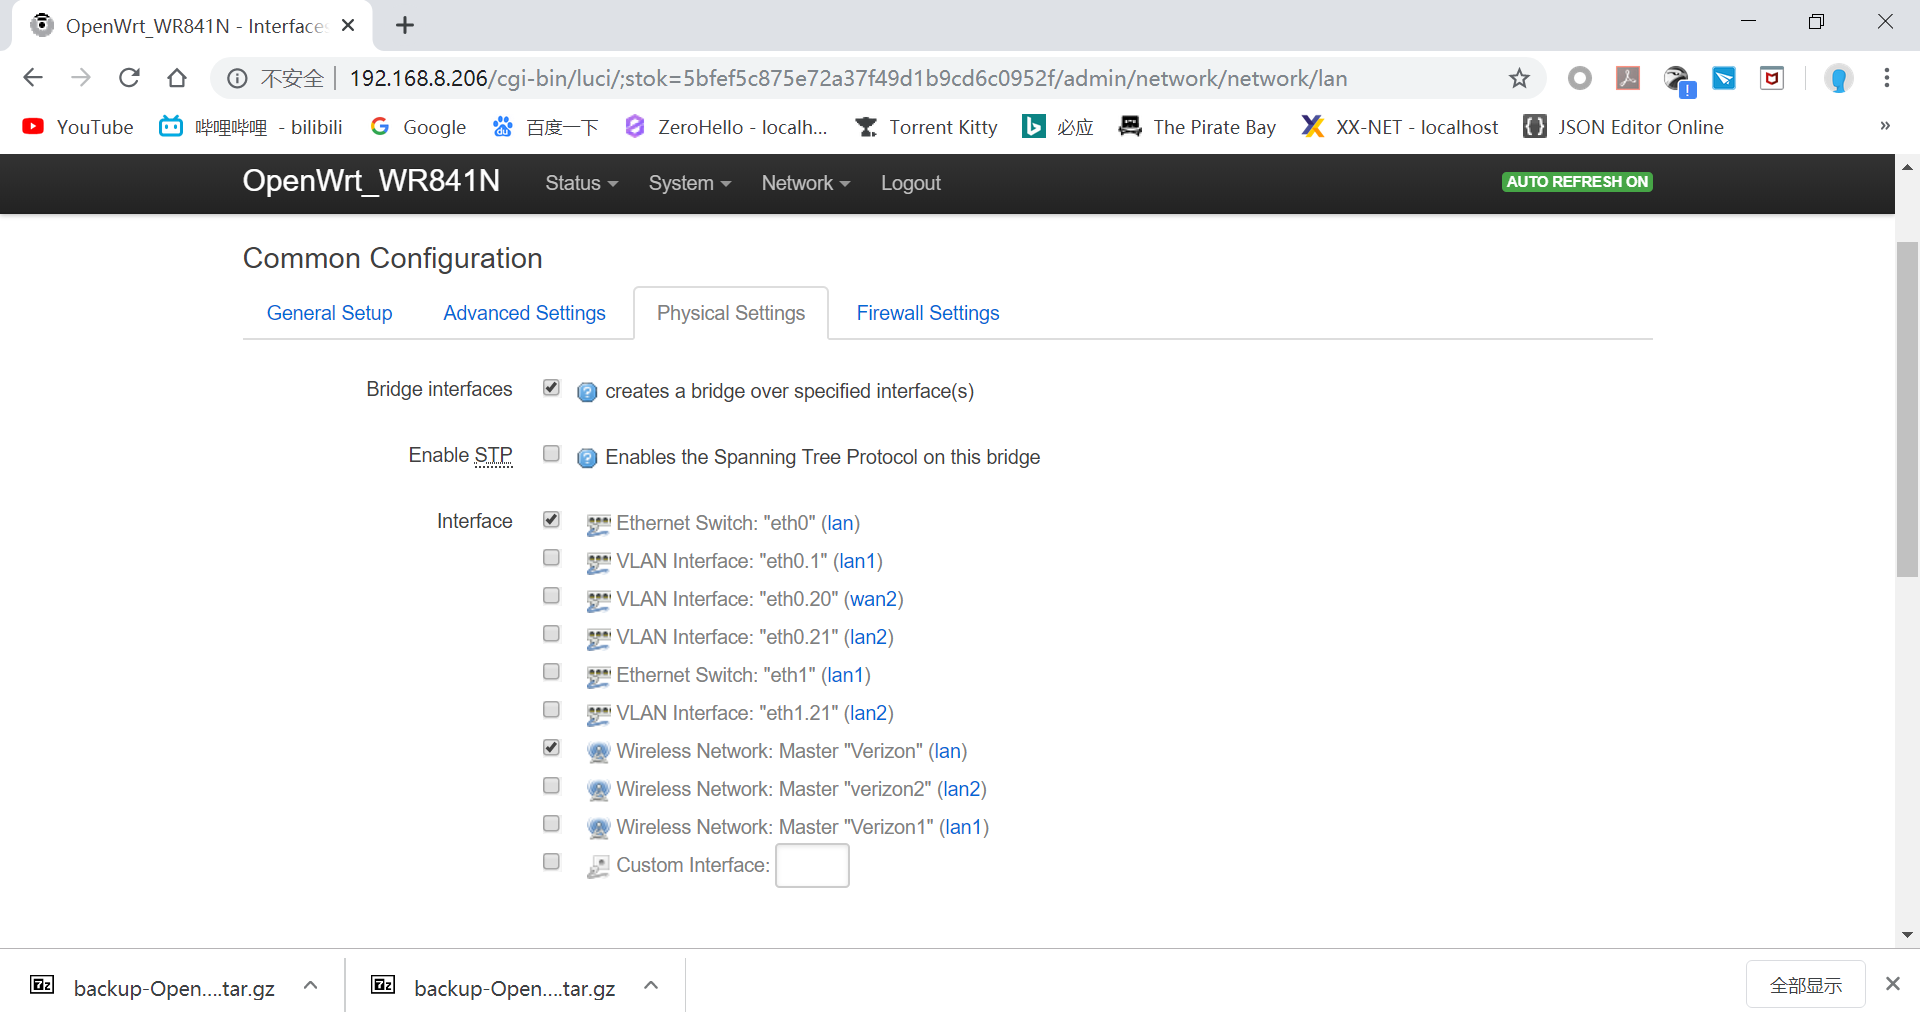 OpenWrt_WR841N - Interfaces
不安全 192.168.8.206/cgi-bin/luci/;stok=5bfef5c875e72a37f49d1b9cd6c0952f/admin/network/network/lan
YouTube 哔哩哔哩 - bilibili Google 百度一下 ZeroHello - localh... Torrent Kitty 必应 The Pirate Bay XX-NET - localhost JSON Editor Online »
OpenWrt_WR841N Status System Network Logout AUTO REFRESH ON
Common Configuration
General Setup Advanced Settings Physical Settings Firewall Settings
Bridge interfaces creates a bridge over specified interface(s)
Enable STP Enables the Spanning Tree Protocol on this bridge
Interface Ethernet Switch: "eth0" (lan)
VLAN Interface: "eth0.1" (lan1)
VLAN Interface: "eth0.20" (wan2)
VLAN Interface: "eth0.21" (lan2)
Ethernet Switch: "eth1" (lan1)
VLAN Interface: "eth1.21" (lan2)
Wireless Network: Master "Verizon" (lan)
Wireless Network: Master "verizon2" (lan2)
Wireless Network: Master "Verizon1" (lan1)
Custom Interface:
7z backup-Open....tar.gz 7z backup-Open....tar.gz 全部显示